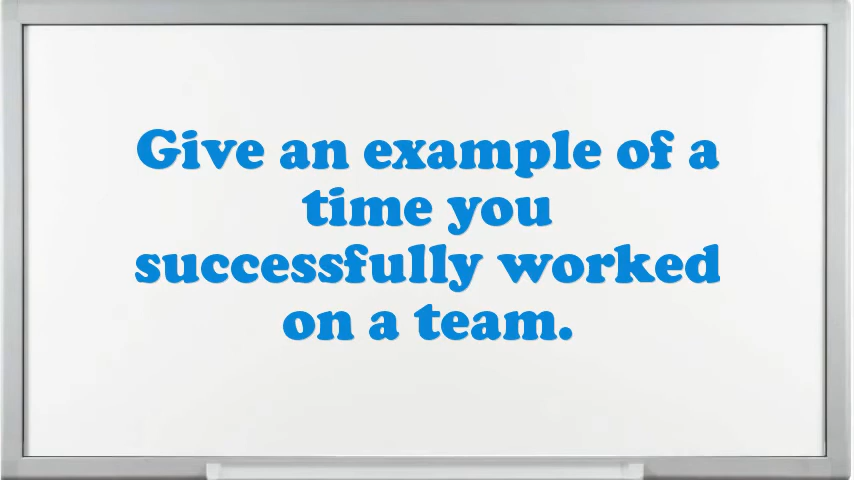 Give an example of a
time you
successfully worked
on a team.